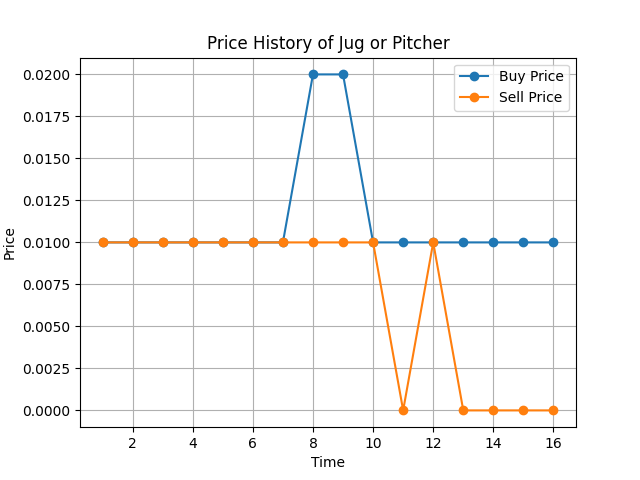 Price History of Jug or Pitcher
Buy Price
Sell Price
Price
0.0200
0.0175
0.0150
0.0125
0.0100
0.0075
0.0050
0.0025
0.0000
2 4 6 8 10 12 14 16
Time